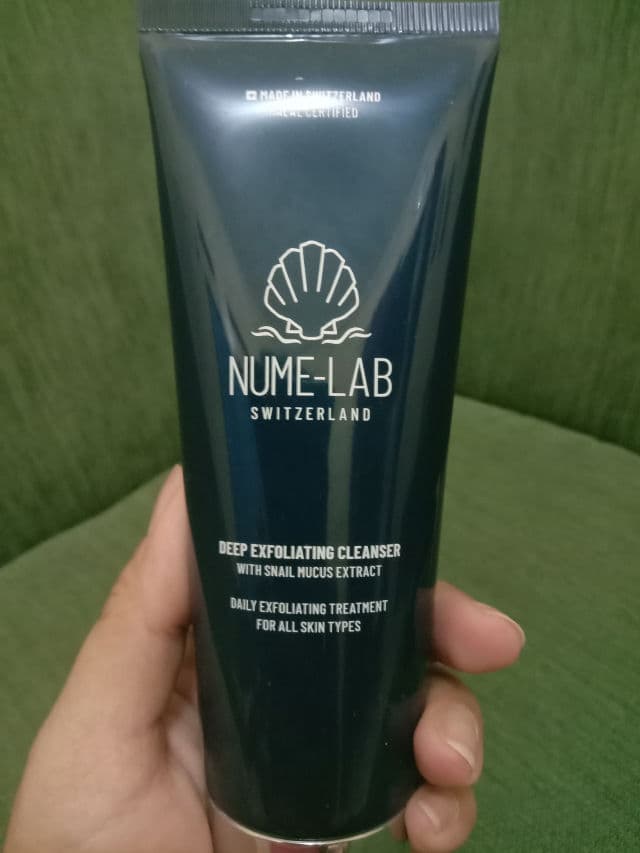 MADE IN SWITZERLAND
HALAL CERTIFIED
NUME-LAB
SWITZERLAND
DEEP EXFOLIATING CLEANSER
WITH SNAIL MUCUS EXTRACT
DAILY EXFOLIATING TREATMENT
FOR ALL SKIN TYPES